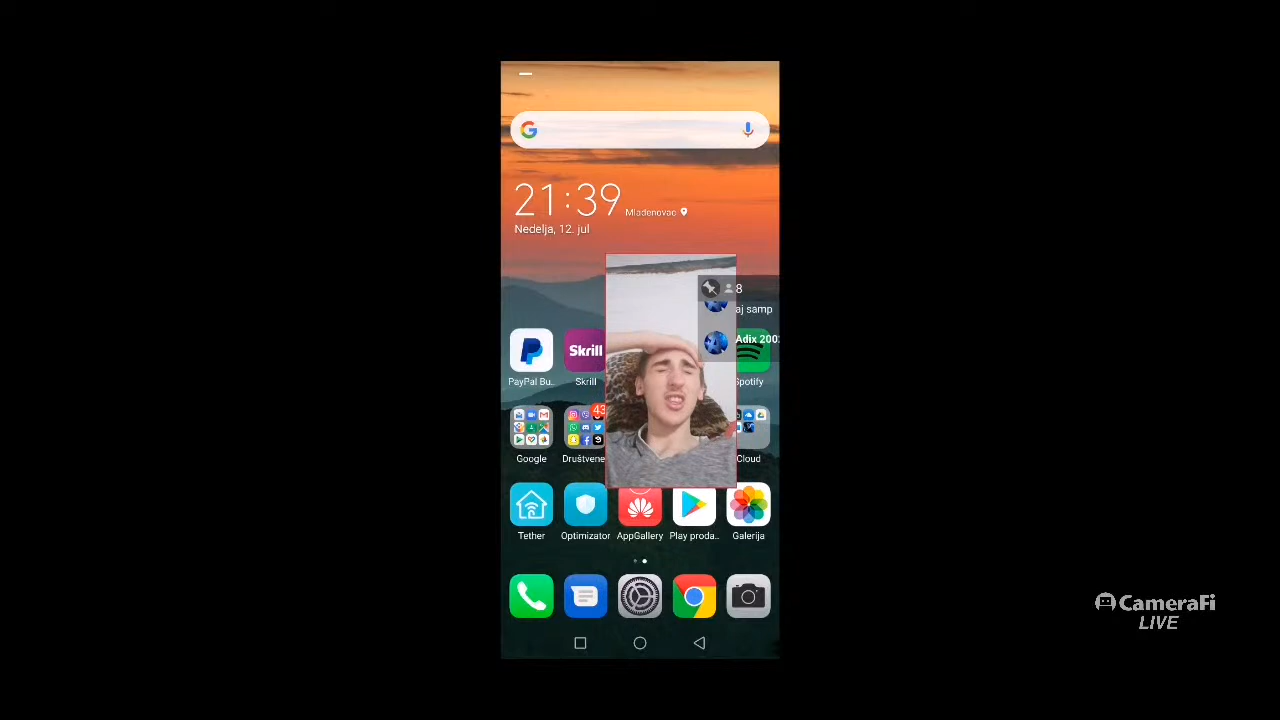 21:39
Mladenovac
Nedelja, 12. jul
8
aj samp
Adix 200
PayPal Bu..
Skrill
Skrill
Spotify
43
Google
Društvene
Cloud
Tether
Optimizator
AppGallery
Play proda..
Galerija
CameraFi
LIVE